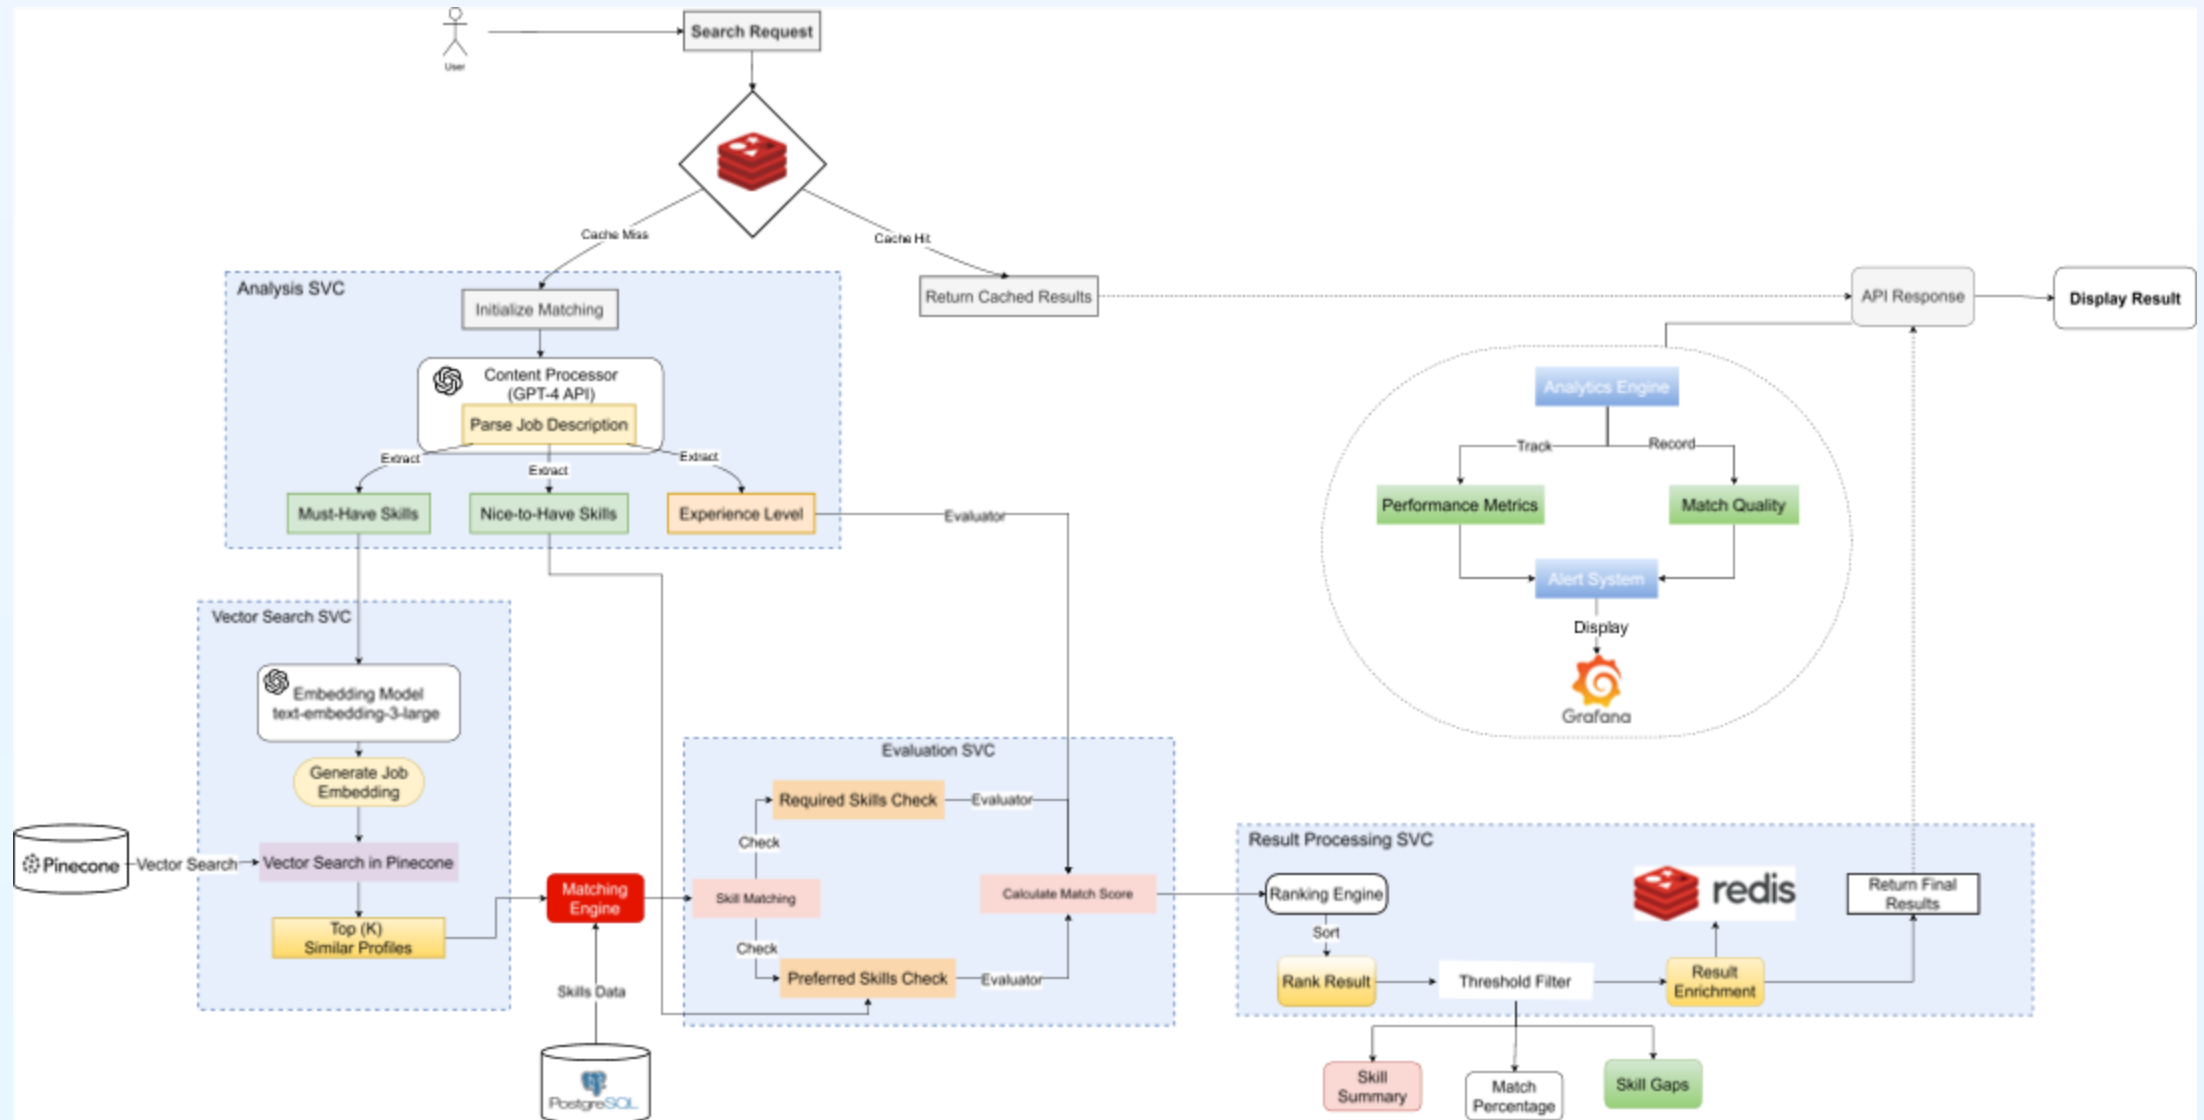 User
Search Request
Cache Miss
Cache Hit
Analysis SVC
Initialize Matching
Content Processor
(GPT-4 API)
Parse Job Description
Extract
Extract
Extract
Must-Have Skills
Nice-to-Have Skills
Experience Level
Evaluator
Return Cached Results
API Response
Display Result
Analytics Engine
Track
Record
Performance Metrics
Match Quality
Alert System
Display
Grafana
Vector Search SVC
Embedding Model
text-embedding-3-large
Generate Job
Embedding
Pinecone
Vector Search
Vector Search in Pinecone
Top (K)
Similar Profiles
Matching
Engine
Skills Data
PostgreSQL
Evaluation SVC
Required Skills Check
Evaluator
Check
Skill Matching
Calculate Match Score
Check
Preferred Skills Check
Evaluator
Result Processing SVC
Ranking Engine
Sort
Rank Result
Threshold Filter
redis
Result
Enrichment
Return Final
Results
Skill
Summary
Match
Percentage
Skill Gaps